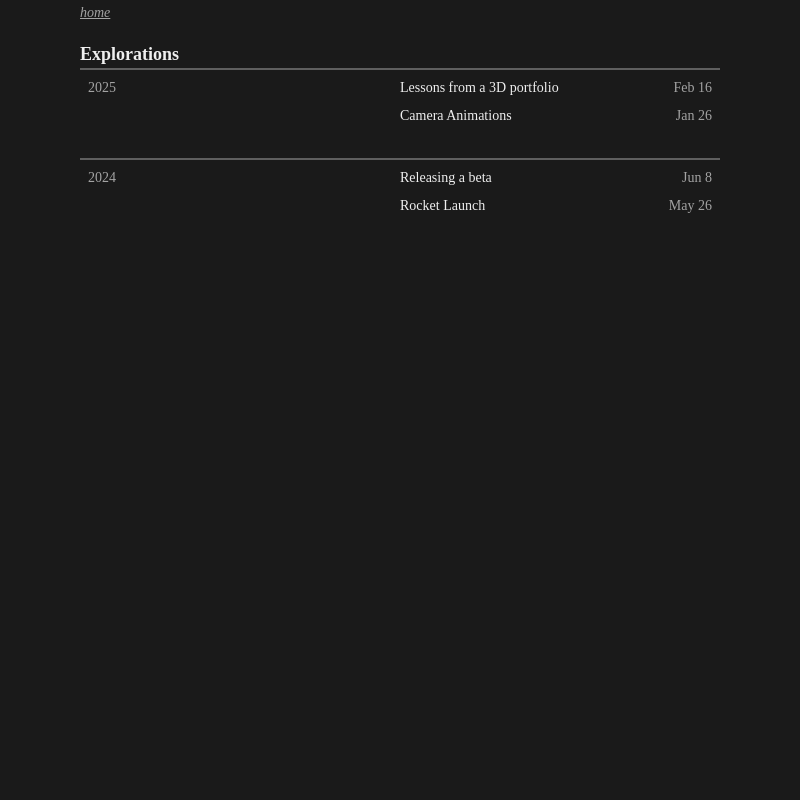 home
Explorations
2025 Lessons from a 3D portfolio Feb 16
Camera Animations Jan 26
2024 Releasing a beta Jun 8
Rocket Launch May 26